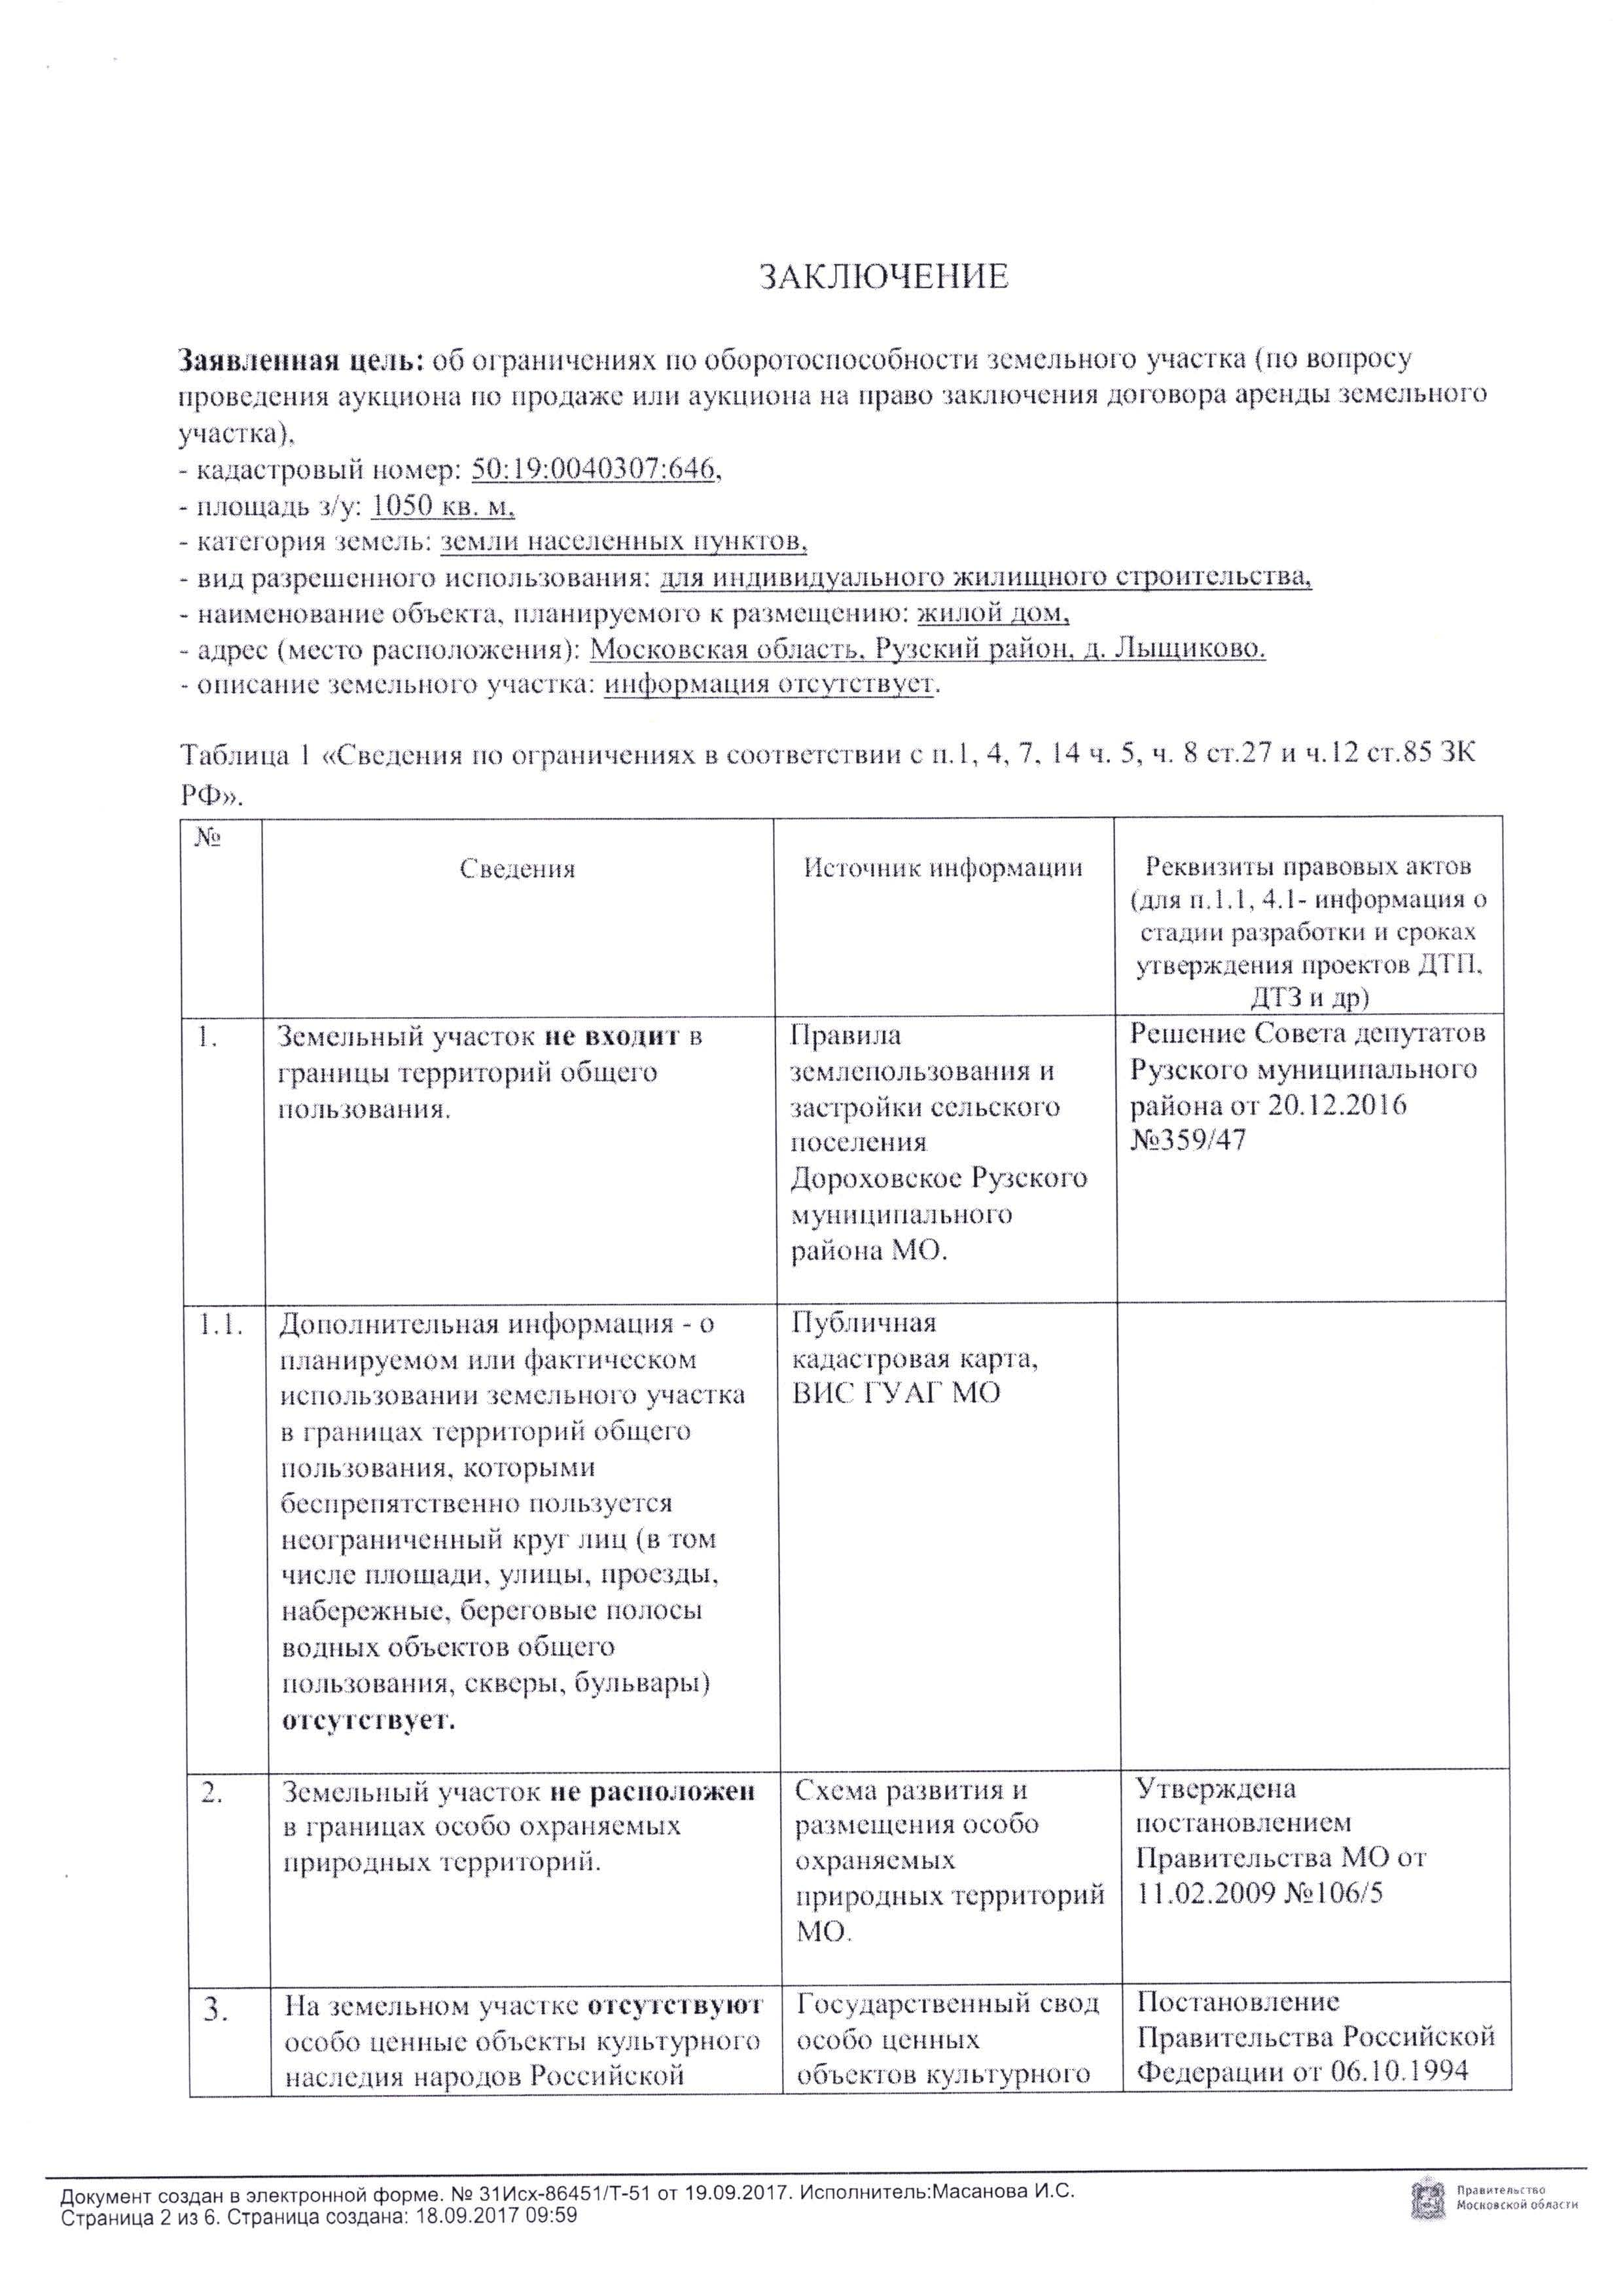 ЗАКЛЮЧЕНИЕ
Заявленная цель: об ограничениях по оборотоспособности земельного участка (по вопросу
проведения аукциона по продаже или аукциона на право заключения договора аренды земельного
участка),
- кадастровый номер: 50:19:0040307:646,
- площадь з/у: 1050 кв. м,
- категория земель: земли населенных пунктов,
- вид разрешенного использования: для индивидуального жилищного строительства,
- наименование объекта, планируемого к размещению: жилой дом,
- адрес (место расположения): Московская область, Рузский район, д. Лыщиково.
- описание земельного участка: информация отсутствует.
Таблица 1 «Сведения по ограничениях в соответствии с п.1, 4, 7, 14 ч. 5, ч. 8 ст.27 и ч.12 ст.85 ЗК
РФ».
№
Сведения
Источник информации
Реквизиты правовых актов
(для п.1.1, 4.1- информация о
стадии разработки и сроках
утверждения проектов ДТП,
ДТЗ и др)
1.
Земельный участок не входит в
границы территорий общего
пользования.
Правила
землепользования и
застройки сельского
поселения
Дороховское Рузского
муниципального
района МО.
Решение Совета депутатов
Рузского муниципального
района от 20.12.2016
№359/47
1.1.
Дополнительная информация - о
планируемом или фактическом
использовании земельного участка
в границах территорий общего
пользования, которыми
беспрепятственно пользуется
неограниченный круг лиц (в том
числе площади, улицы, проезды,
набережные, береговые полосы
водных объектов общего
пользования, скверы, бульвары)
отсутствует.
Публичная
кадастровая карта,
ВИС ГУАГ МО
2.
Земельный участок не расположен
в границах особо охраняемых
природных территорий.
Схема развития и
размещения особо
охраняемых
природных территорий
МО.
Утверждена
постановлением
Правительства МО от
11.02.2009 №106/5
3.
На земельном участке отсутствуют
особо ценные объекты культурного
наследия народов Российской
Государственный свод
особо ценных
объектов культурного
Постановление
Правительства Российской
Федерации от 06.10.1994
Документ создан в электронной форме. № 31Исх-86451/Т-51 от 19.09.2017. Исполнитель:Масанова И.С.
Страница 2 из 6. Страница создана: 18.09.2017 09:59
Правительство
Московской области